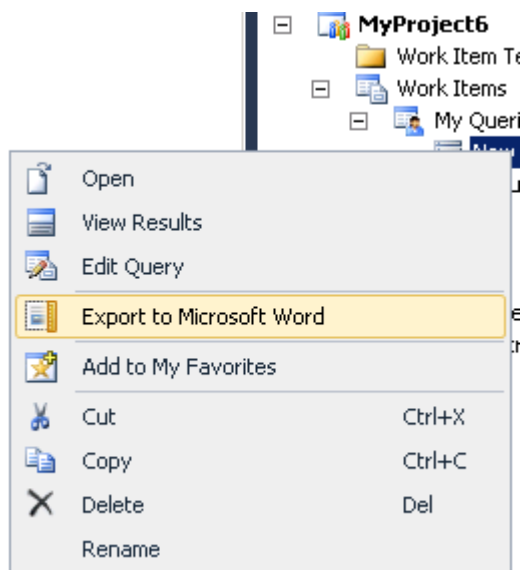 MyProject6
Work Item Te
Work Items
My Queri
New
Open
View Results
Edit Query
Export to Microsoft Word
Add to My Favorites
Cut Ctrl+X
Copy Ctrl+C
Delete Del
Rename